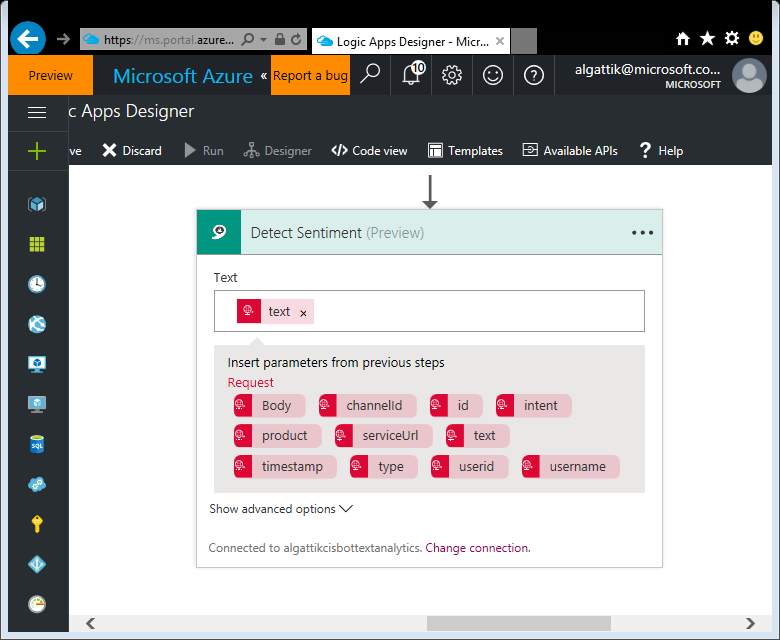 https://ms.portal.azure...
Logic Apps Designer - Micr...
Preview
Microsoft Azure «
Report a bug
10
algattik@microsoft.co...
MICROSOFT
c Apps Designer
ve
Discard
Run
Designer
Code view
Templates
Available APIs
? Help
Detect Sentiment (Preview)
Text
text ×
Insert parameters from previous steps
Request
Body channelId id intent
product serviceUrl text
timestamp type userid username
Show advanced options
SQL
Connected to algattikcisbottextanalytics. Change connection.